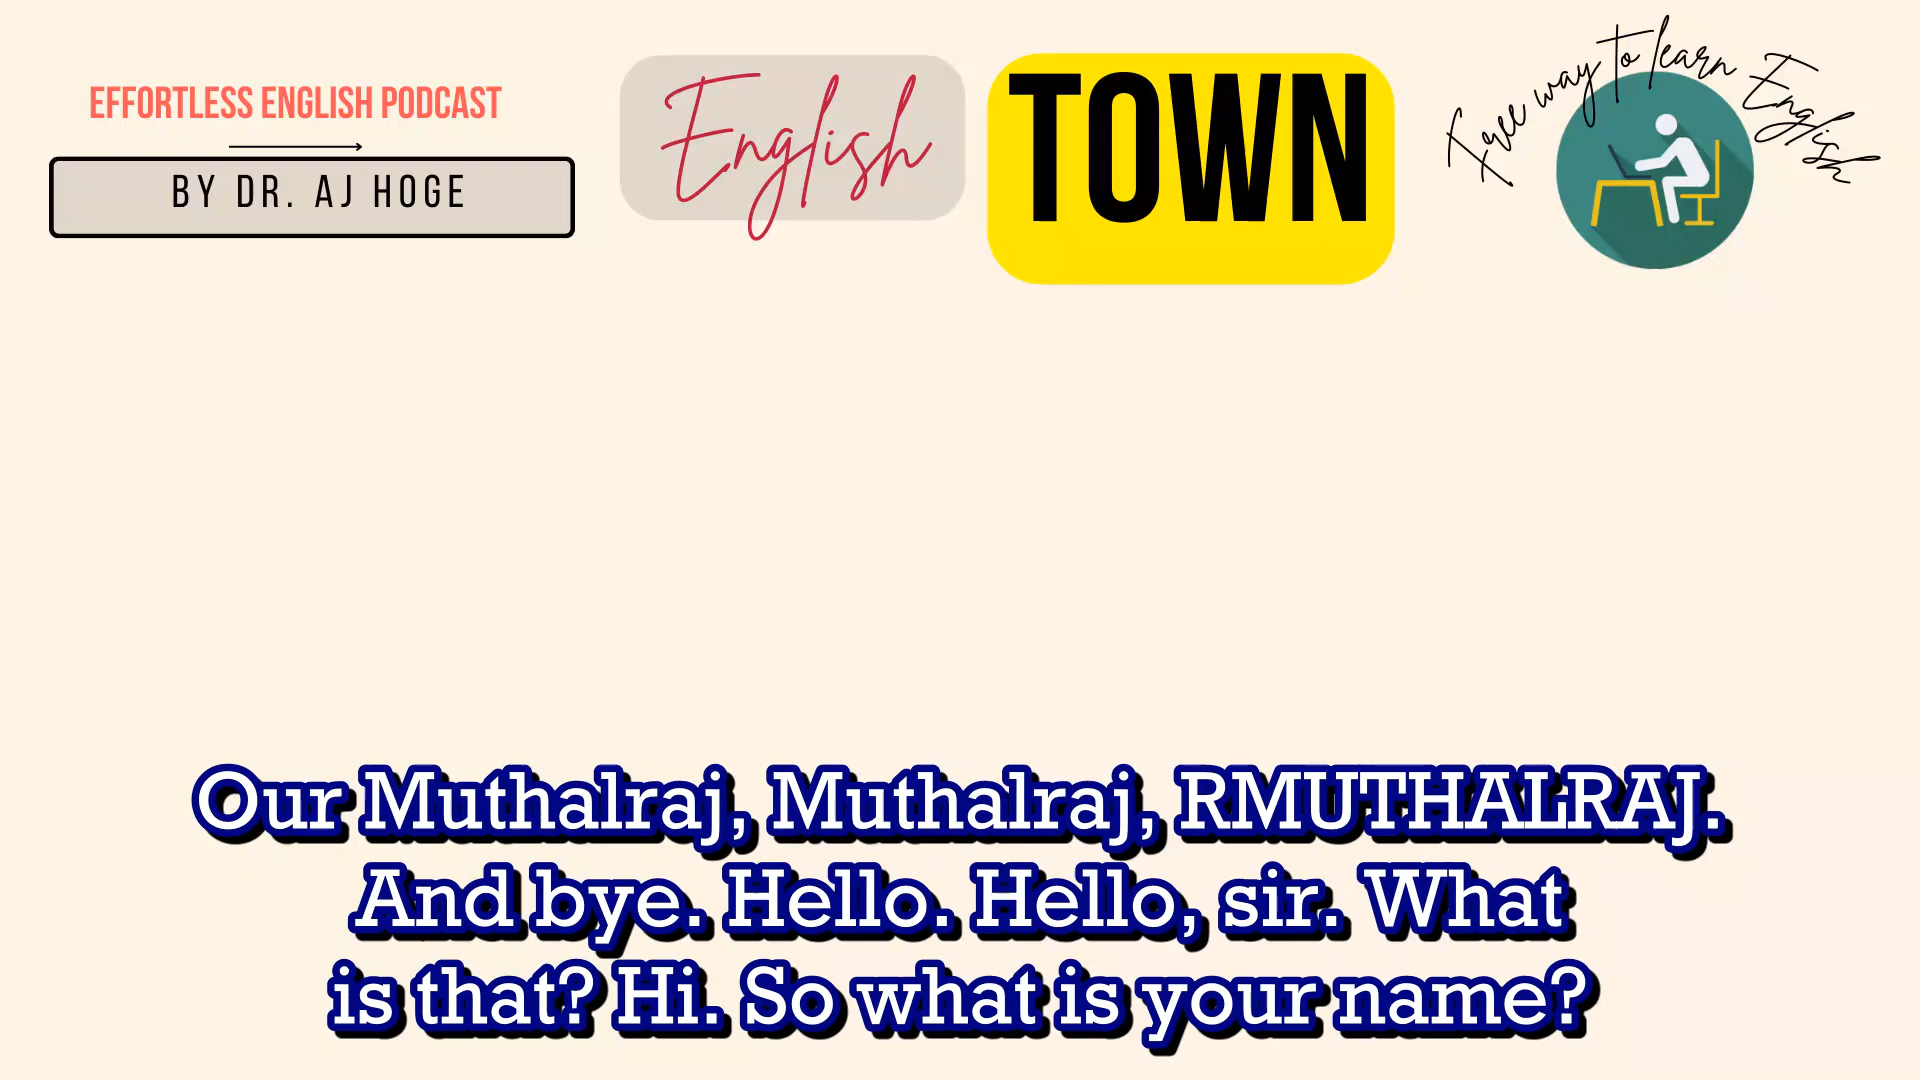 EFFORTLESS ENGLISH PODCAST
BY DR. AJ HOGE
English
TOWN
Free way to learn English
Our Muthalraj, Muthalraj, RMUTHALRAJ.
And bye. Hello. Hello, sir. What
is that? Hi. So what is your name?